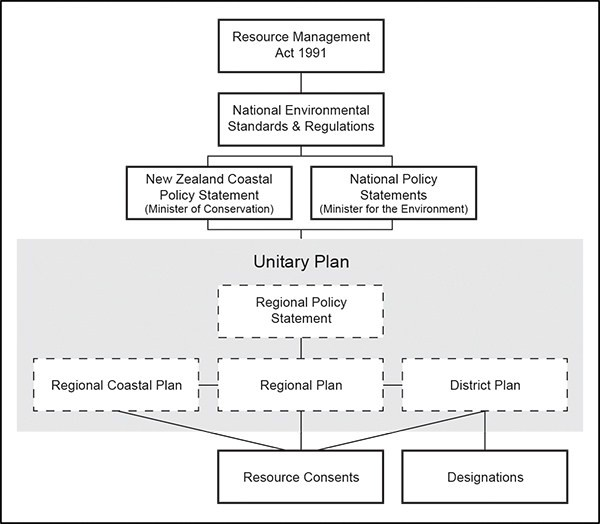 Resource Management
Act 1991
National Environmental
Standards & Regulations
New Zealand Coastal
Policy Statement
(Minister of Conservation)
National Policy
Statements
(Minister for the Environment)
Unitary Plan
Regional Policy
Statement
Regional Coastal Plan
Regional Plan
District Plan
Resource Consents
Designations